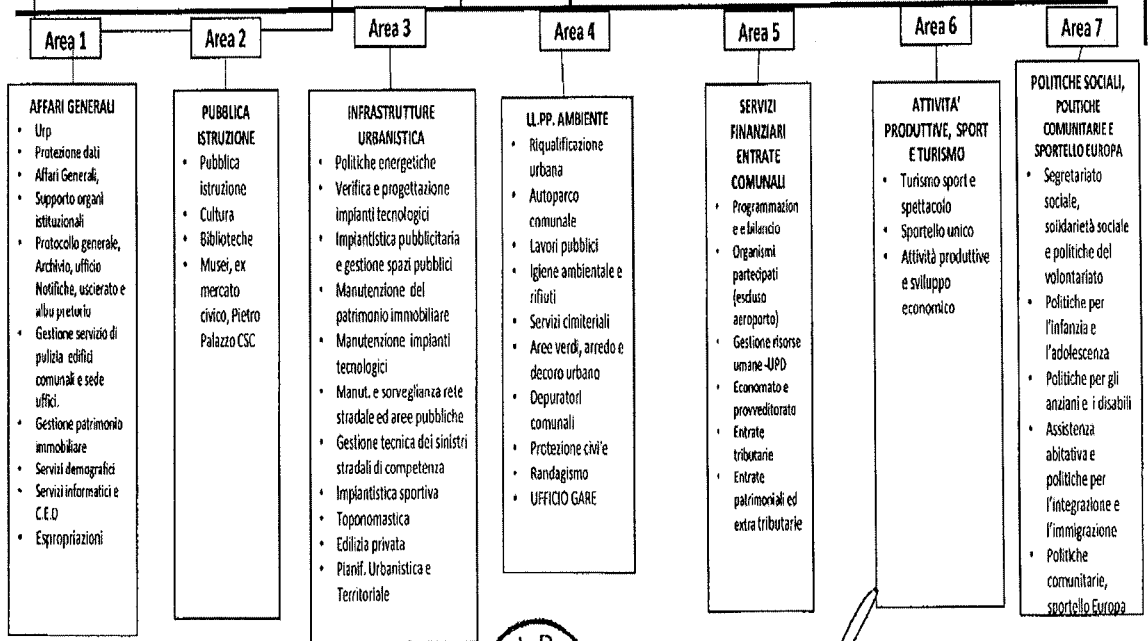 Area 1
AFFARI GENERALI
• Urp
• Protezione dati
• Affari Generali,
• Supporto organi
istituzionali
• Protocollo generale,
Archivio, ufficio
Notifiche, uscierato e
albo pretorio
• Gestione servizio di
pulizia edifici
comunali e sede
uffici.
• Gestione patrimonio
immobiliare
• Servizi demografici
• Servizi informatici e
C.E.D
• Espropriazioni
Area 2
PUBBLICA
ISTRUZIONE
• Pubblica
istruzione
• Cultura
• Biblioteche
• Musei, ex
mercato
civico, Pietro
Palazzo CSC
Area 3
INFRASTRUTTURE
URBANISTICA
• Politiche energetiche
• Verifica e progettazione
impianti tecnologici
• Impiantistica pubblicitaria
e gestione spazi pubblici
• Manutenzione del
patrimonio immobiliare
• Manutenzione impianti
tecnologici
• Manut. e sorveglianza rete
stradale ed aree pubbliche
• Gestione tecnica dei sinistri
stradali di competenza
• Impiantistica sportiva
• Toponomastica
• Edilizia privata
• Planif. Urbanistica e
Territoriale
Area 4
LL.PP. AMBIENTE
• Riqualificazione
urbana
• Autoparco
comunale
• Lavori pubblici
• Igiene ambientale e
rifiuti
• Servizi cimiteriali
• Aree verdi, arredo e
decoro urbano
• Depuratori
comunali
• Protezione civi'e
• Randagismo
• UFFICIO GARE
Area 5
SERVIZI
FINANZIARI
ENTRATE
COMUNALI
• Programmazion
e e bilancio
• Organismi
partecipati
(escluso
aeroporto)
• Gestione risorse
umane -UPD
• Economato e
provveditorato
• Entrate
tributarie
• Entrate
patrimoniali ed
extra tributarie
Area 6
ATTIVITA'
PRODUTTIVE, SPORT
E TURISMO
• Turismo sport e
spettacolo
• Sportello unico
• Attività produttive
e sviluppo
economico
Area 7
POLITICHE SOCIALI,
POLITICHE
COMUNITARIE E
SPORTELLO EUROPA
• Segretariato
sociale,
solidarietà sociale
e politiche del
volontariato
• Politiche per
l'infanzia e
l'adolescenza
• Politiche per gli
anziani e i disabili
• Assistenza
abitativa e
politiche per
l'integrazione e
l'immigrazione
• Politiche
comunitarie,
sportello Europa